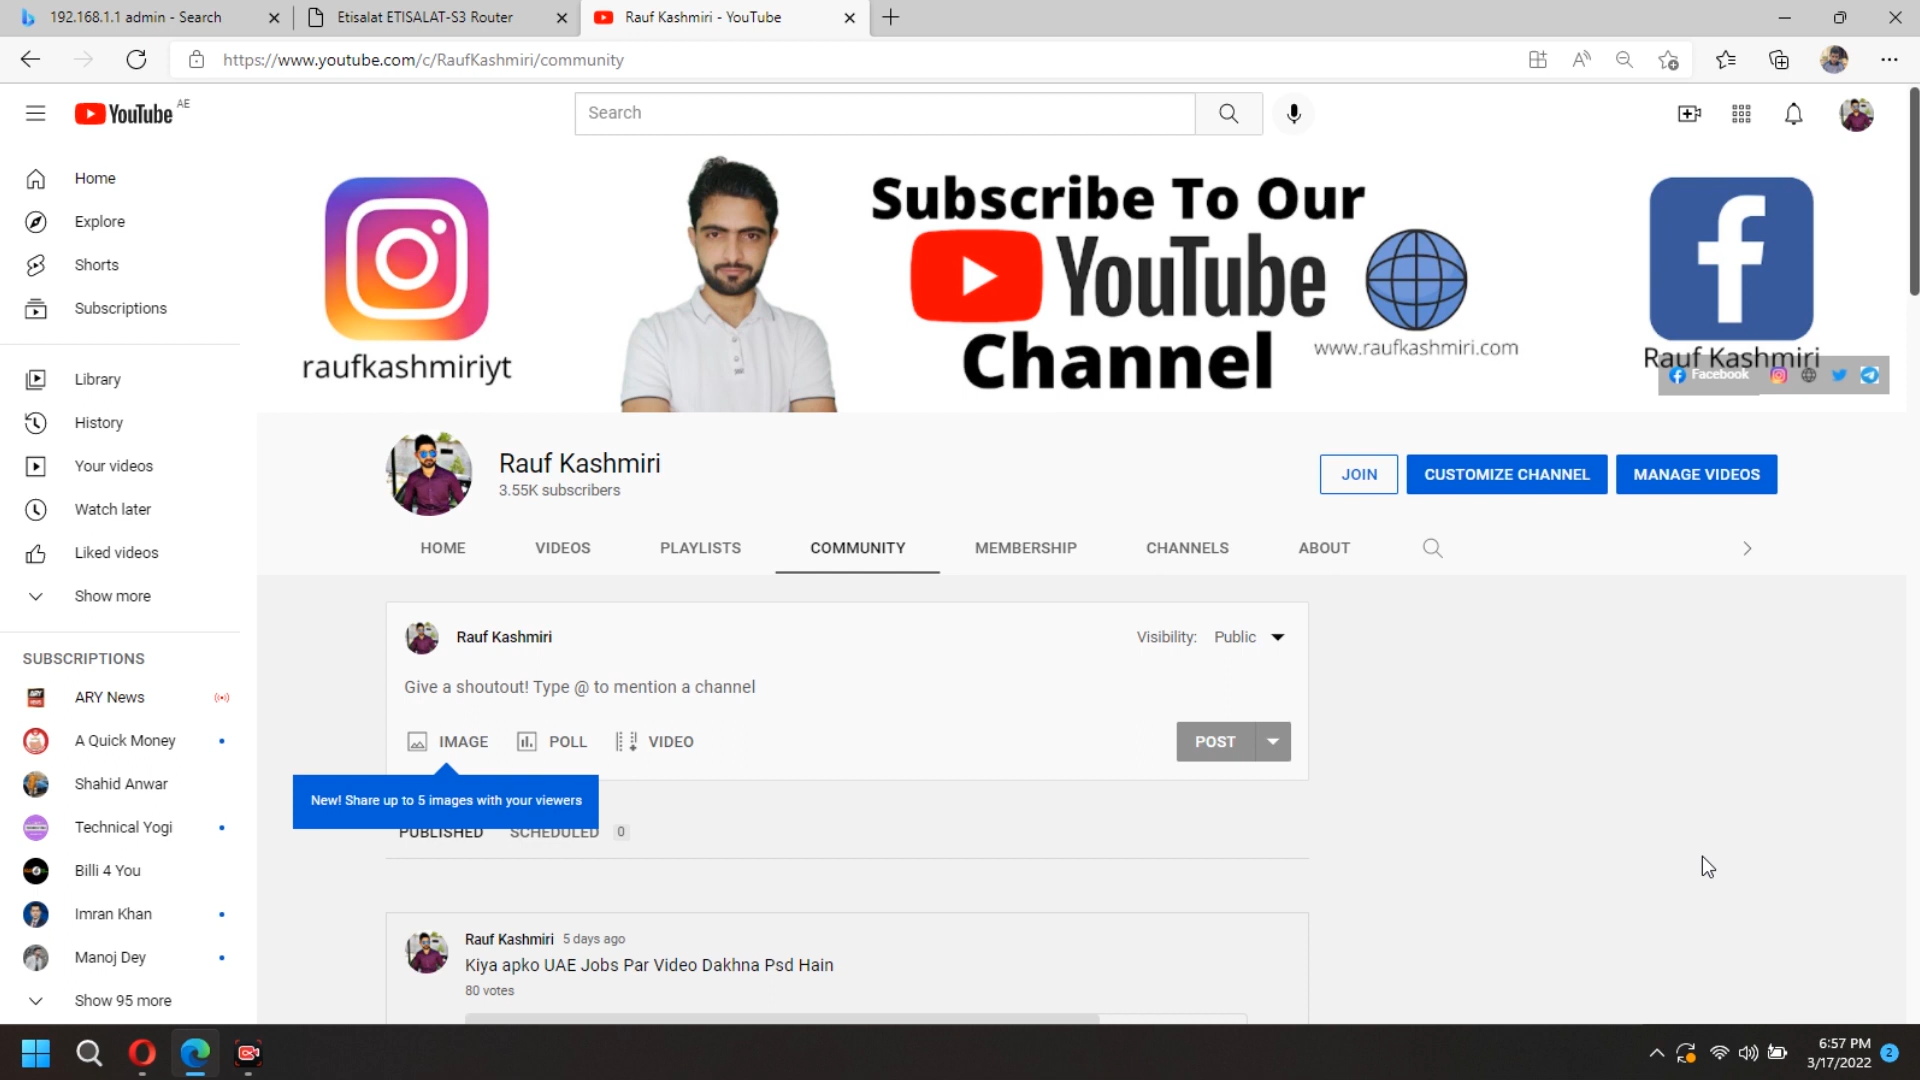 192.168.1.1 admin - Search
Etisalat ETISALAT-S3 Router
Rauf Kashmiri - YouTube
https://www.youtube.com/c/RaufKashmiri/community
YouTube AE
Search
Home
Explore
Shorts
Subscriptions
Library
History
Your videos
Watch later
Liked videos
Show more
SUBSCRIPTIONS
ARY News
A Quick Money
Shahid Anwar
Technical Yogi
Billi 4 You
Imran Khan
Manoj Dey
Show 95 more
raufkashmiriyt
Subscribe To Our
YouTube
Channel
www.raufkashmiri.com
Rauf Kashmiri
Facebook
Rauf Kashmiri
3.55K subscribers
JOIN
CUSTOMIZE CHANNEL
MANAGE VIDEOS
HOME
VIDEOS
PLAYLISTS
COMMUNITY
MEMBERSHIP
CHANNELS
ABOUT
Rauf Kashmiri
Visibility: Public
Give a shoutout! Type @ to mention a channel
IMAGE
POLL
VIDEO
POST
New! Share up to 5 images with your viewers
PUBLISHED
SCHEDULED 0
Rauf Kashmiri 5 days ago
Kiya apko UAE Jobs Par Video Dakhna Psd Hain
80 votes
6:57 PM
3/17/2022
2